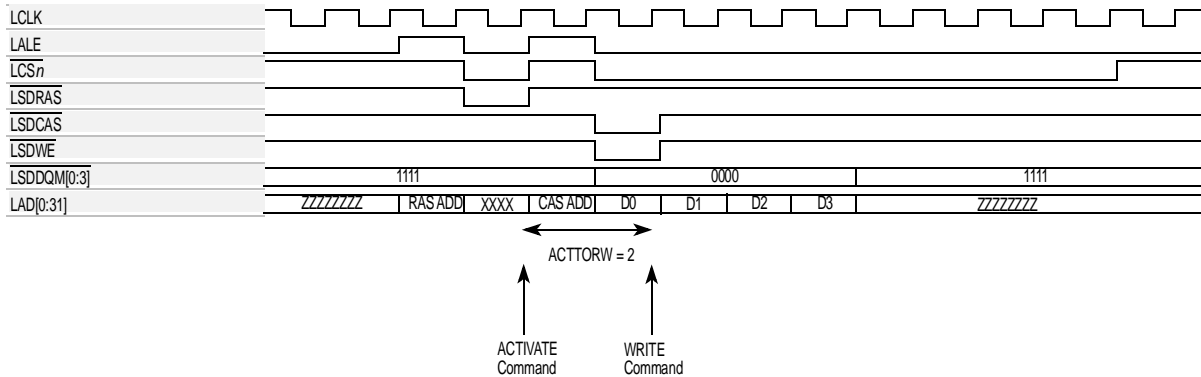 LCLK
LALE
LCSn
LSDRAS
LSDCAS
LSDWE
LSDDQM[0:3] 1111 0000 1111
LAD[0:31] ZZZZZZZZ RAS ADD XXXX CAS ADD D0 D1 D2 D3 ZZZZZZZZ
ACTTORW = 2
ACTIVATE WRITE
Command Command